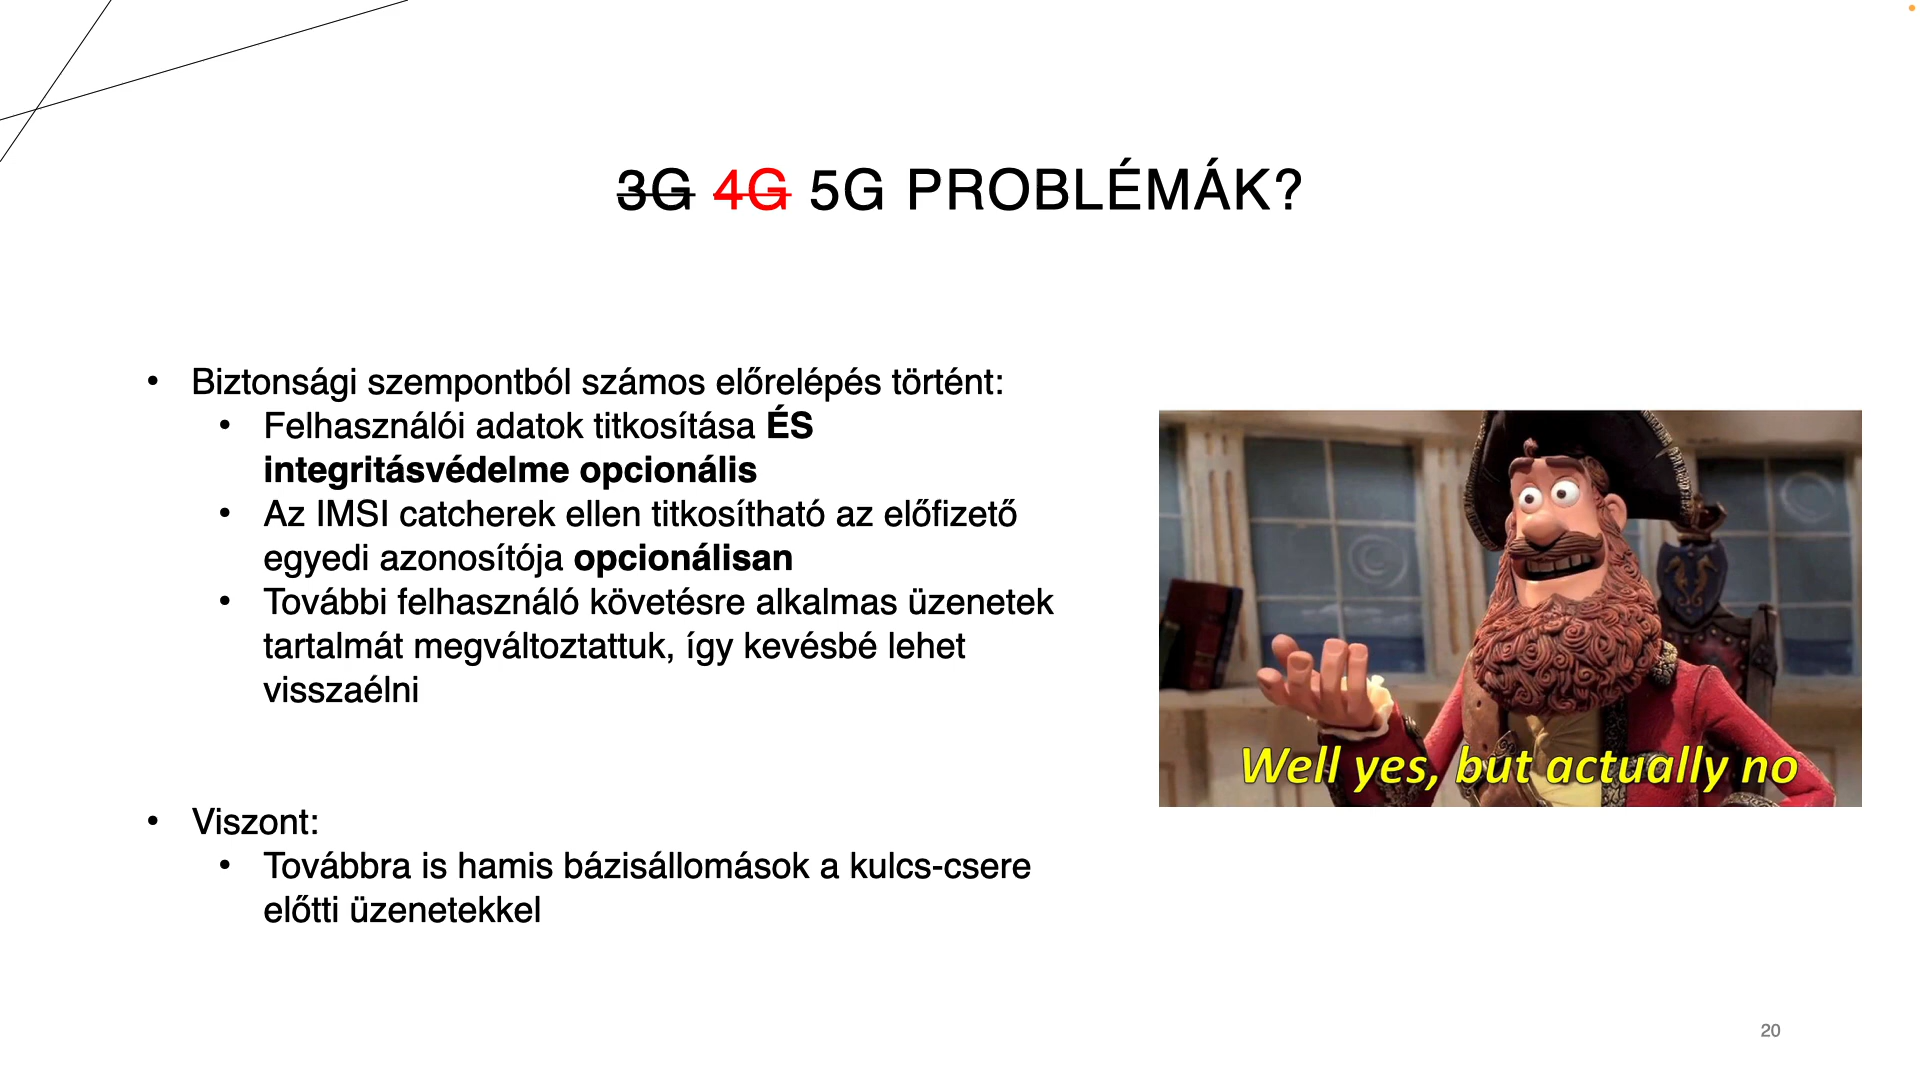 3G 4G 5G PROBLÉMÁK?
• Biztonsági szempontból számos előrelépés történt:
• Felhasználói adatok titkosítása ÉS
integritásvédelme opcionális
• Az IMSI catcherek ellen titkosítható az előfizető
egyedi azonosítója opcionálisan
• További felhasználó követésre alkalmas üzenetek
tartalmát megváltoztattuk, így kevésbé lehet
visszaélni
• Viszont:
• Továbbra is hamis bázisállomások a kulcs-csere
előtti üzenetekkel
Well yes, but actually no
20